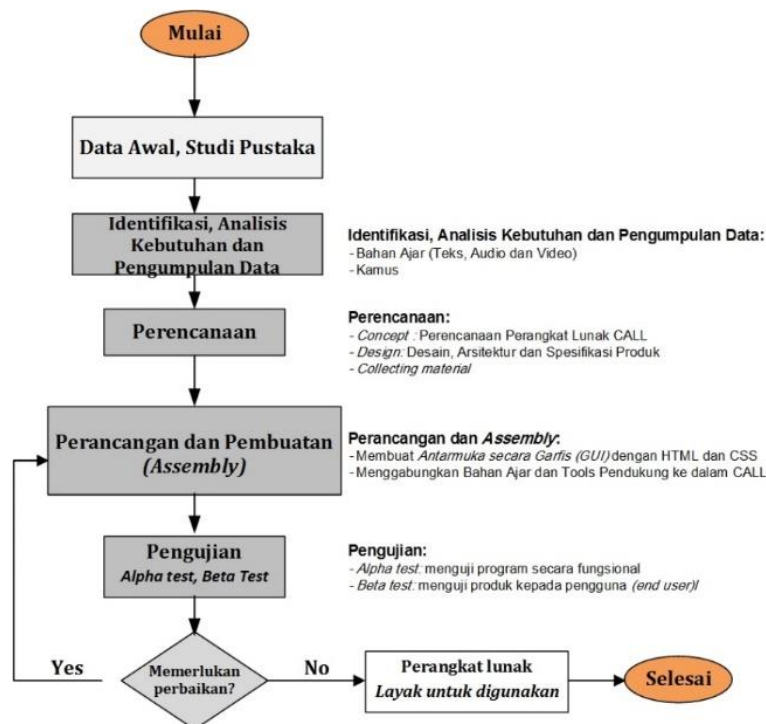 Mulai
Data Awal, Studi Pustaka
Identifikasi, Analisis
Kebutuhan dan
Pengumpulan Data
Identifikasi, Analisis Kebutuhan dan Pengumpulan Data:
- Bahan Ajar (Teks, Audio dan Video)
- Kamus
Perencanaan
Perencanaan:
- Concept : Perencanaan Perangkat Lunak CALL
- Design: Desain, Arsitektur dan Spesifikasi Produk
- Collecting material
Perancangan dan Pembuatan
(Assembly)
Perancangan dan Assembly:
- Membuat Antarmuka secara Garfis (GUI) dengan HTML dan CSS
- Menggabungkan Bahan Ajar dan Tools Pendukung ke dalam CALL
Pengujian
Alpha test, Beta Test
Pengujian:
- Alpha test: menguji program secara fungsional
- Beta test: menguji produk kepada pengguna (end user)/
Yes
Memerlukan
perbaikan?
No
Perangkat lunak
Layak untuk digunakan
Selesai